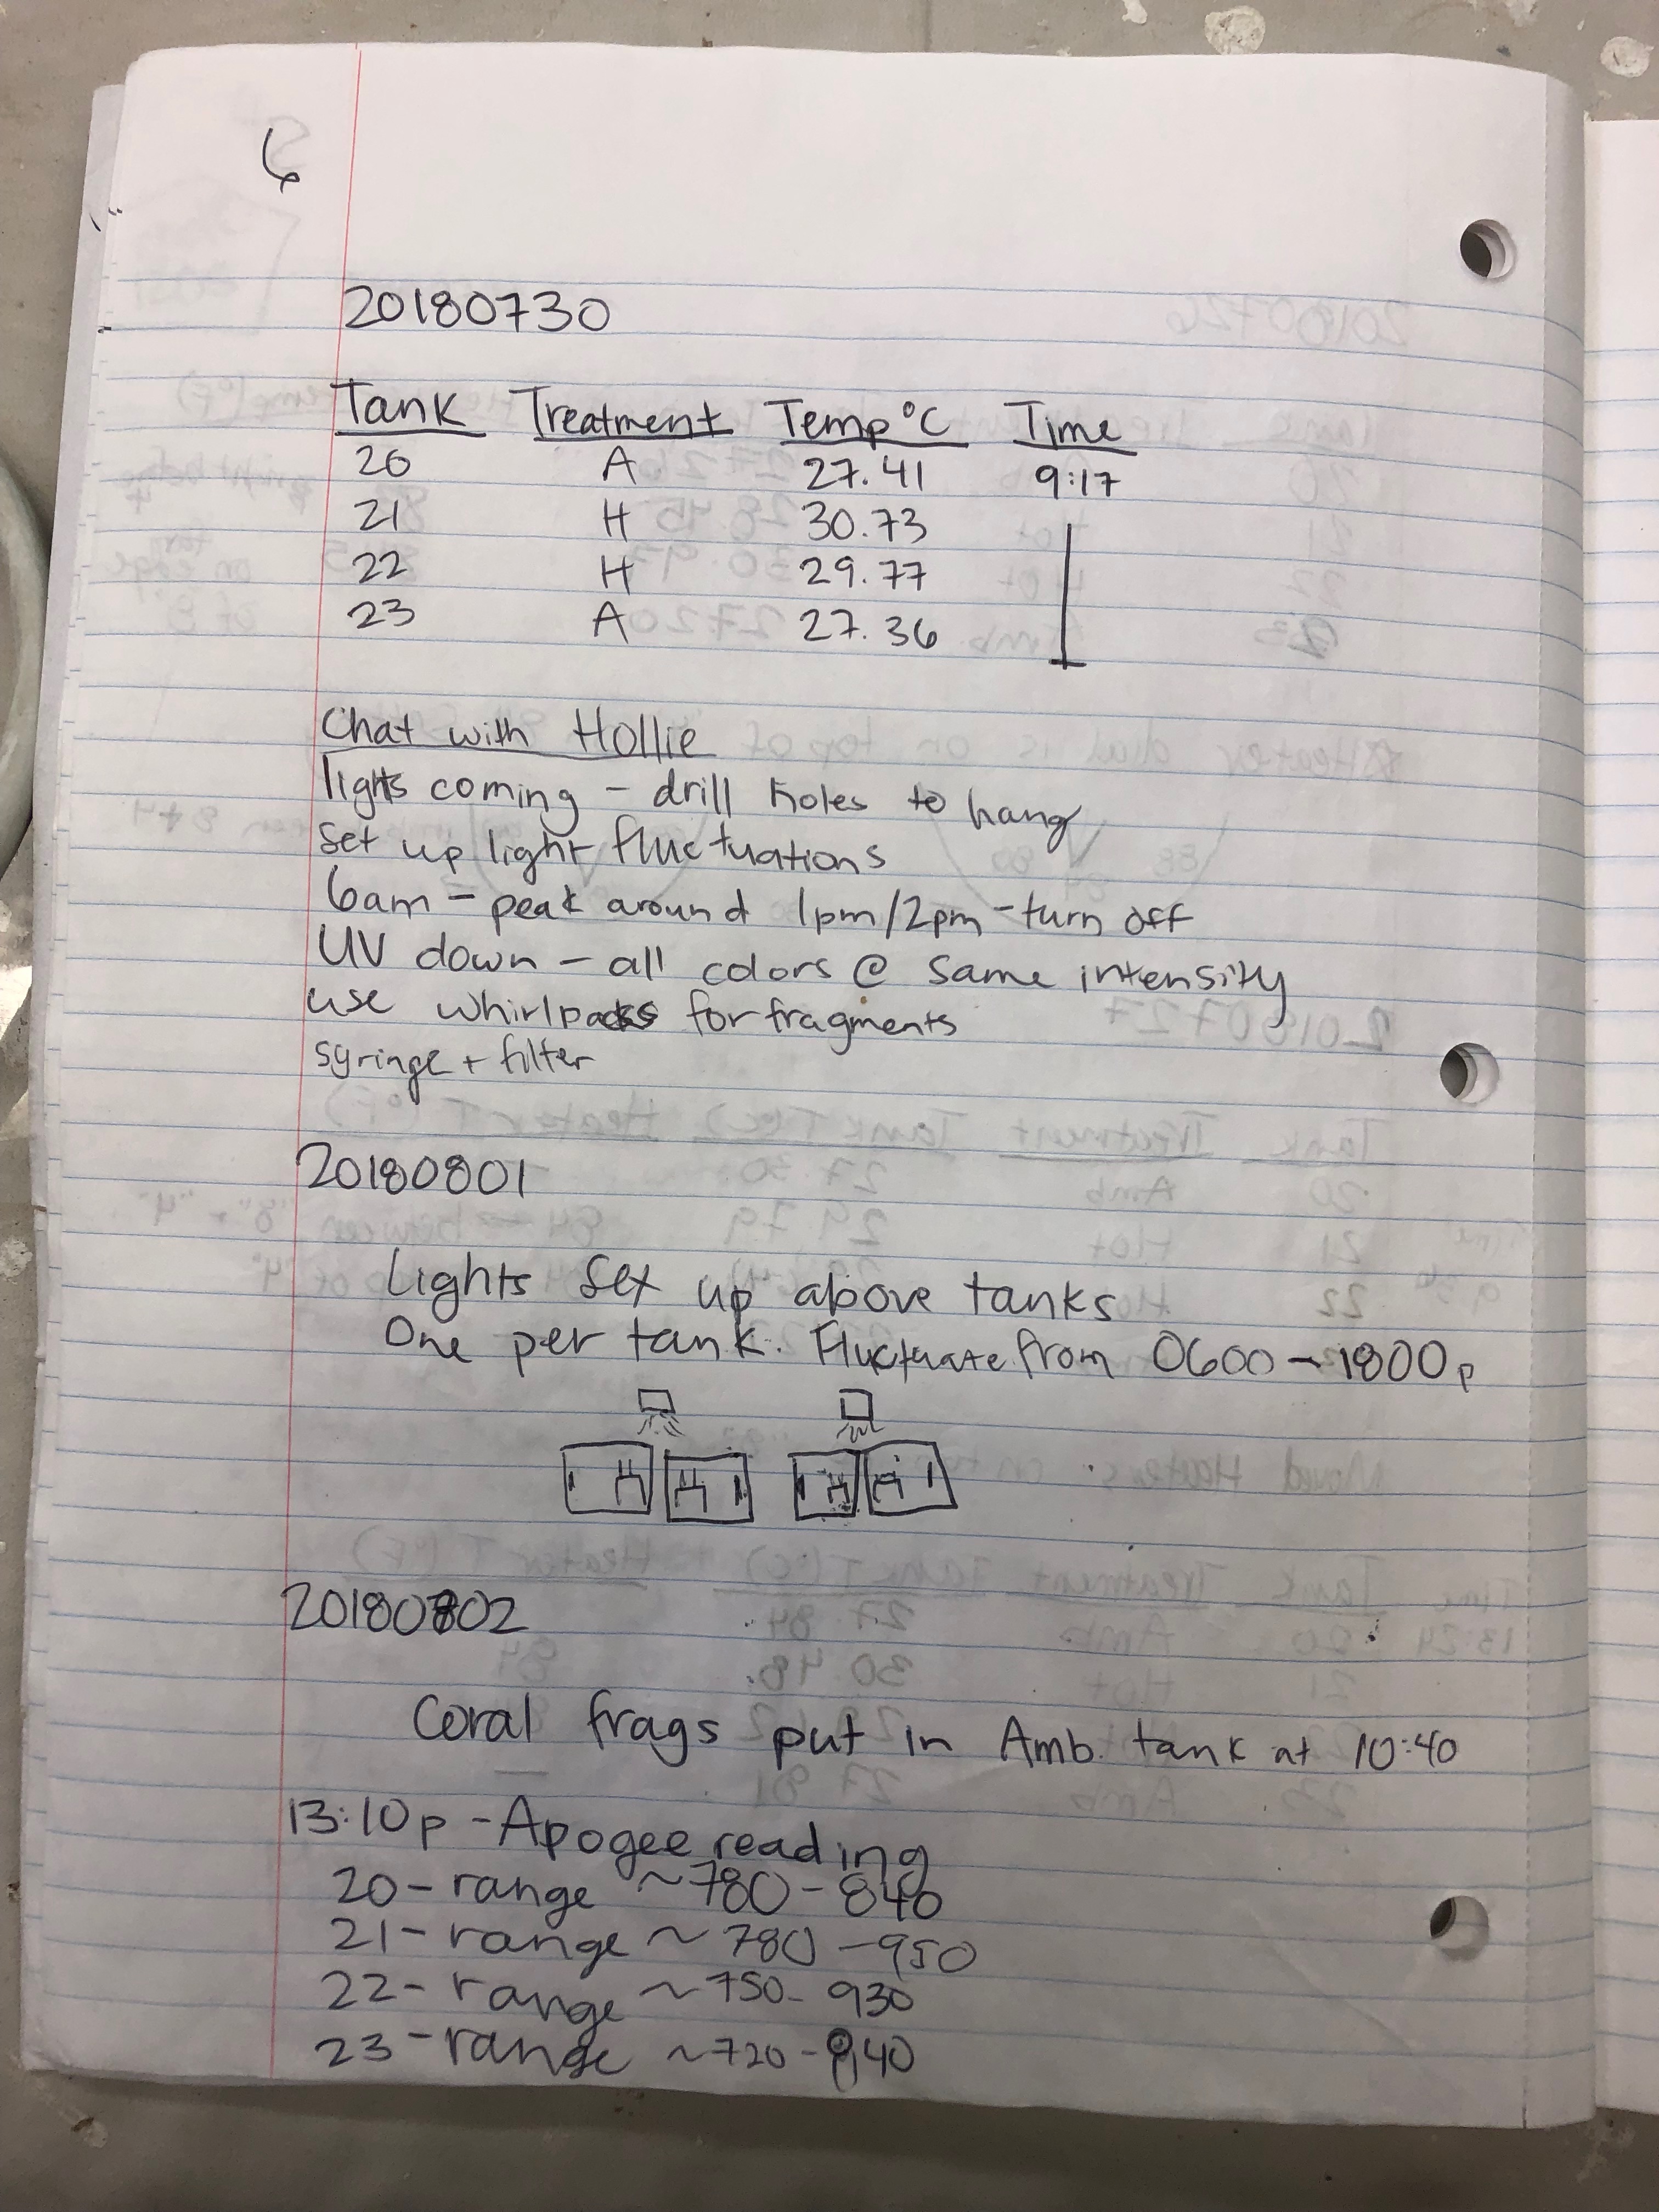 6
20180730
Tank Treatment Temp °C Time
20 A 27.41 9:17
21 H 30.73
22 H 29.77
23 A 27.36
Chat with Hollie
lights coming - drill holes to hang
set up light fluctuations
6am - peak around 1pm/2pm - turn off
UV down - all colors @ same intensity
use whirlpacks for fragments
syringe + filter
20180801
Lights set up above tanks
One per tank. Fluctuate from 0600 - 1800p
20180802
Coral frags put in Amb. tank at 10:40
13:10p - Apogee reading
20 - range ~780 - 840
21 - range ~ 780 - 950
22 - range ~750 - 930
23 - range ~720 -